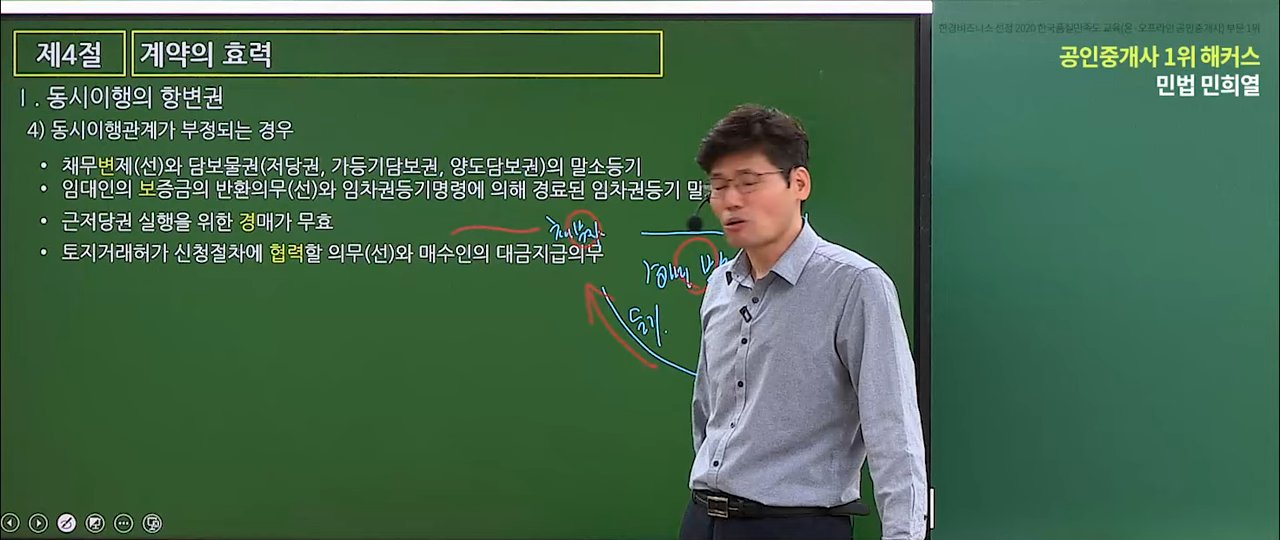 한경비즈니스 선정 2020 한국품질만족도 교육(온·오프라인 공인중개사) 부문 1위
공인중개사 1위 해커스
민법 민희열
제4절 계약의 효력
Ⅰ. 동시이행의 항변권
4) 동시이행관계가 부정되는 경우
• 채무변제(선)와 담보물권(저당권, 가등기담보권, 양도담보권)의 말소등기
• 임대인의 보증금의 반환의무(선)와 임차권등기명령에 의해 경료된 임차권등기 말
• 근저당권 실행을 위한 경매가 무효
• 토지거래허가 신청절차에 협력할 의무(선)와 매수인의 대금지급의무
채무자
등기